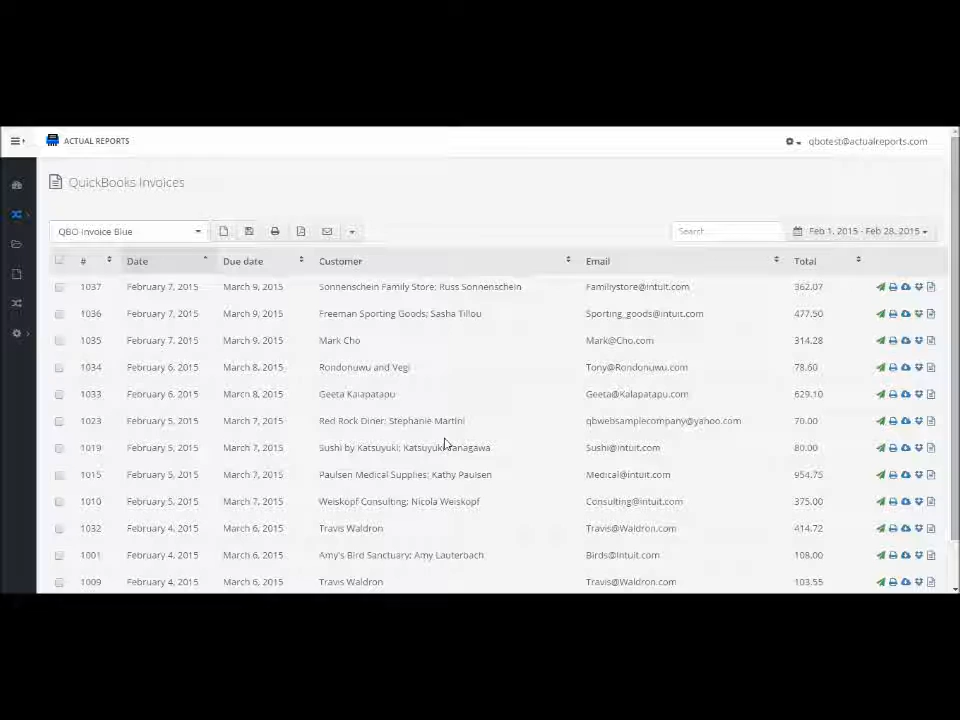 ACTUAL REPORTS
qbotest@actualreports.com
QuickBooks Invoices
QBO Invoice Blue
Search...
Feb 1, 2015 - Feb 28, 2015
# Date Due date Customer Email Total
1037 February 7, 2015 March 9, 2015 Sonnenschein Family Store: Russ Sonnenschein Familiystore@intuit.com 362.07
1036 February 7, 2015 March 9, 2015 Freeman Sporting Goods: Sasha Tillou Sporting_goods@intuit.com 477.50
1035 February 7, 2015 March 9, 2015 Mark Cho Mark@Cho.com 314.28
1034 February 6, 2015 March 8, 2015 Rondonuwu and Vegi Tony@Rondonuwu.com 78.60
1033 February 6, 2015 March 8, 2015 Geeta Kalapatapu Geeta@Kalapatapu.com 629.10
1023 February 5, 2015 March 7, 2015 Red Rock Diner: Stephanie Martini qbwebsamplecompany@yahoo.com 70.00
1019 February 5, 2015 March 7, 2015 Sushi by Katsuyuki: Katsuyuki Yanagawa Sushi@intuit.com 80.00
1015 February 5, 2015 March 7, 2015 Paulsen Medical Supplies: Kathy Paulsen Medical@intuit.com 954.75
1010 February 5, 2015 March 7, 2015 Weiskopf Consulting: Nicola Weiskopf Consulting@intuit.com 375.00
1032 February 4, 2015 March 6, 2015 Travis Waldron Travis@Waldron.com 414.72
1001 February 4, 2015 March 6, 2015 Amy's Bird Sanctuary: Amy Lauterbach Birds@Intuit.com 108.00
1009 February 4, 2015 March 6, 2015 Travis Waldron Travis@Waldron.com 103.55